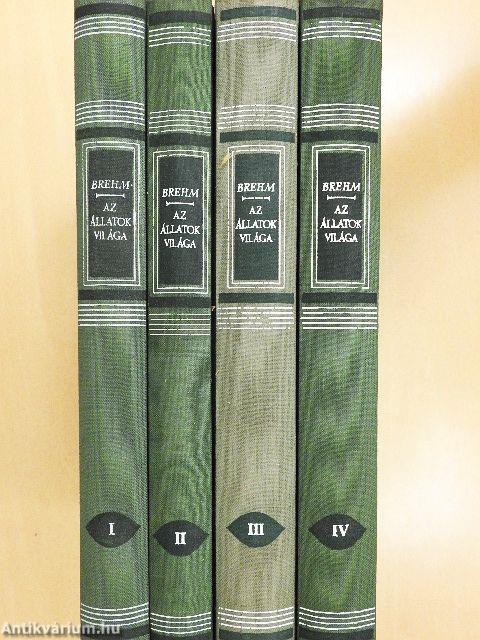 BREHM
AZ
ÁLLATOK
VILÁGA
I
BREHM
AZ
ÁLLATOK
VILÁGA
II
BREHM
AZ
ÁLLATOK
VILÁGA
III
BREHM
AZ
ÁLLATOK
VILÁGA
IV
Antikvárium.hu